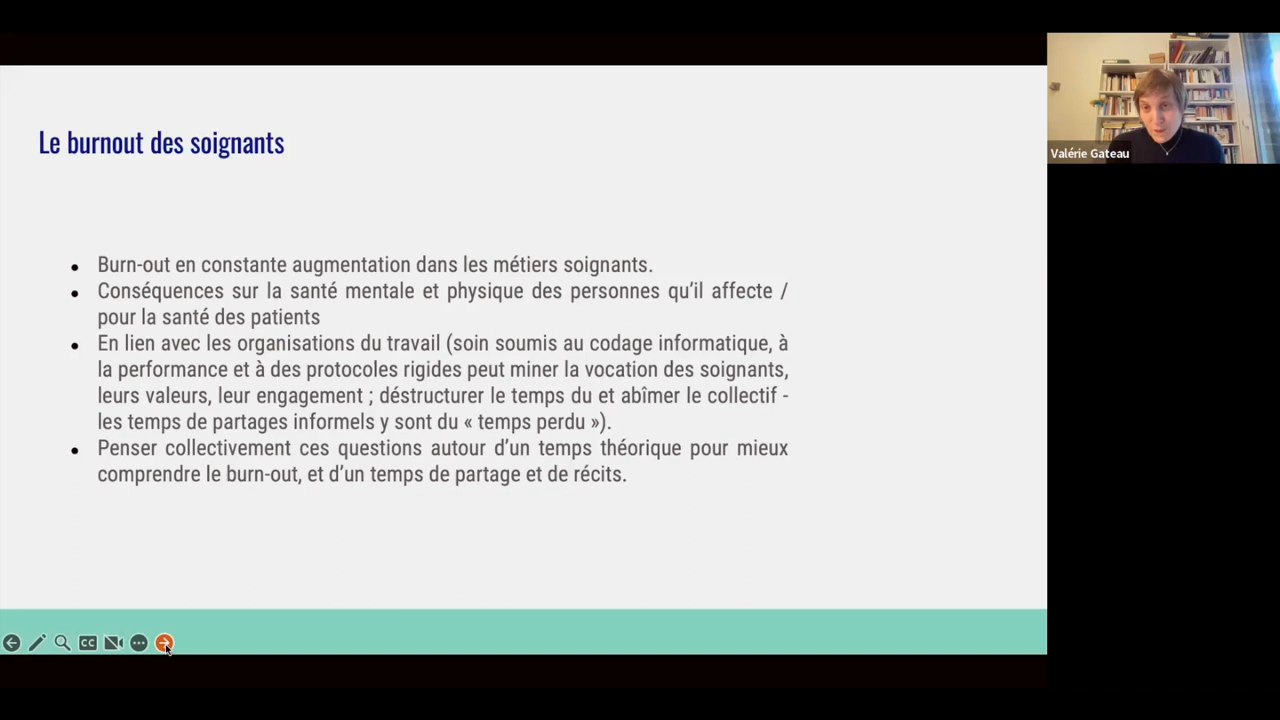 Le burnout des soignants
Valérie Gateau
• Burn-out en constante augmentation dans les métiers soignants.
• Conséquences sur la santé mentale et physique des personnes qu’il affecte /
pour la santé des patients
• En lien avec les organisations du travail (soin soumis au codage informatique, à
la performance et à des protocoles rigides peut miner la vocation des soignants,
leurs valeurs, leur engagement ; déstructurer le temps du et abîmer le collectif -
les temps de partages informels y sont du « temps perdu »).
• Penser collectivement ces questions autour d’un temps théorique pour mieux
comprendre le burn-out, et d’un temps de partage et de récits.
CC